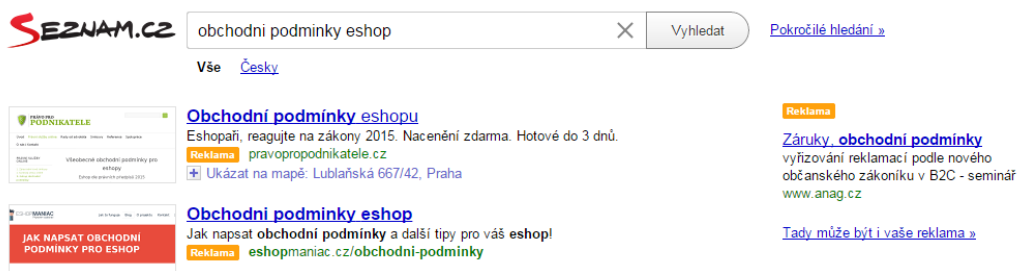 SEZNAM.CZ
obchodni podminky eshop
Vyhledat
Pokročilé hledání »
Vše Česky
PRÁVO PRO
PODNIKATELE
Všeobecné obchodní podmínky pro
eshopy
Obchodní podmínky eshopu
Eshopaři, reagujte na zákony 2015. Nacenění zdarma. Hotové do 3 dnů.
Reklama pravopropodnikatele.cz
Ukázat na mapě: Lublaňská 667/42, Praha
ESHOPMANIAC
JAK NAPSAT OBCHODNÍ
PODMÍNKY PRO ESHOP
Obchodni podminky eshop
Jak napsat obchodní podmínky a další tipy pro váš eshop!
Reklama eshopmaniac.cz/obchodni-podminky
Reklama
Záruky, obchodní podmínky
vyřizování reklamací podle nového
občanského zákoníku v B2C - seminář
www.anag.cz
Tady může být i vaše reklama »